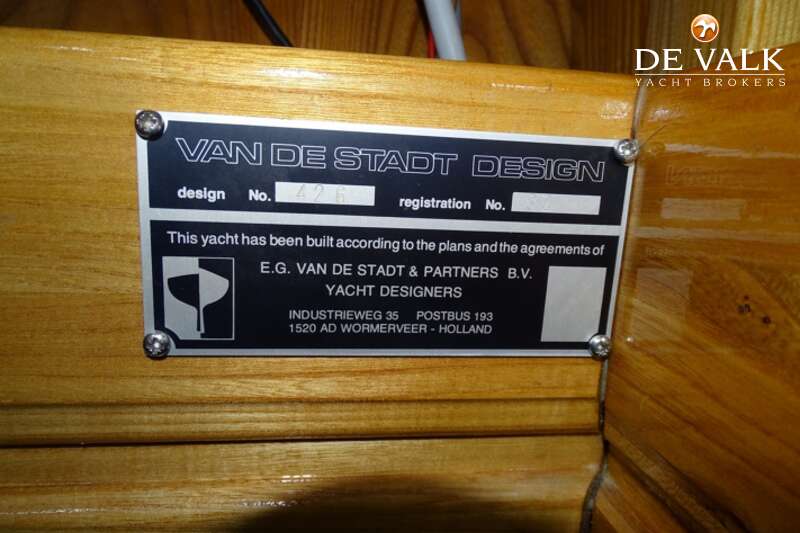 DE VALK
YACHT BROKERS
VAN DE STADT DESIGN
design No. 426 registration No.
This yacht has been built according to the plans and the agreements of
E.G. VAN DE STADT & PARTNERS B.V.
YACHT DESIGNERS
INDUSTRIEWEG 35 POSTBUS 193
1520 AD WORMERVEER - HOLLAND